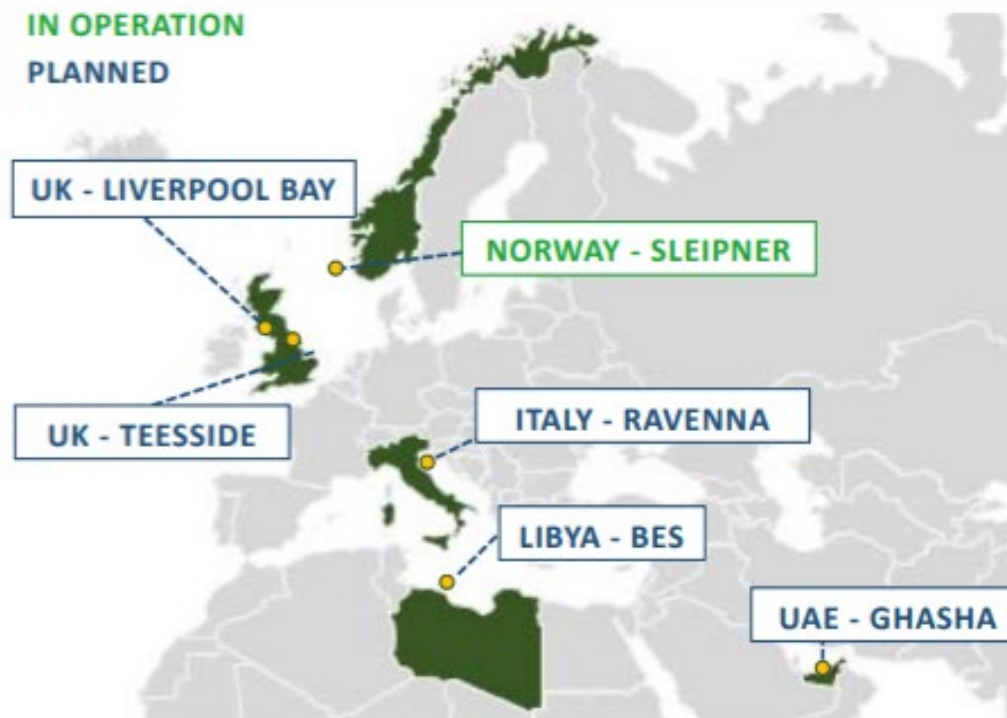 IN OPERATION
PLANNED
UK - LIVERPOOL BAY
NORWAY - SLEIPNER
UK - TEESSIDE
ITALY - RAVENNA
LIBYA - BES
UAE - GHASHA